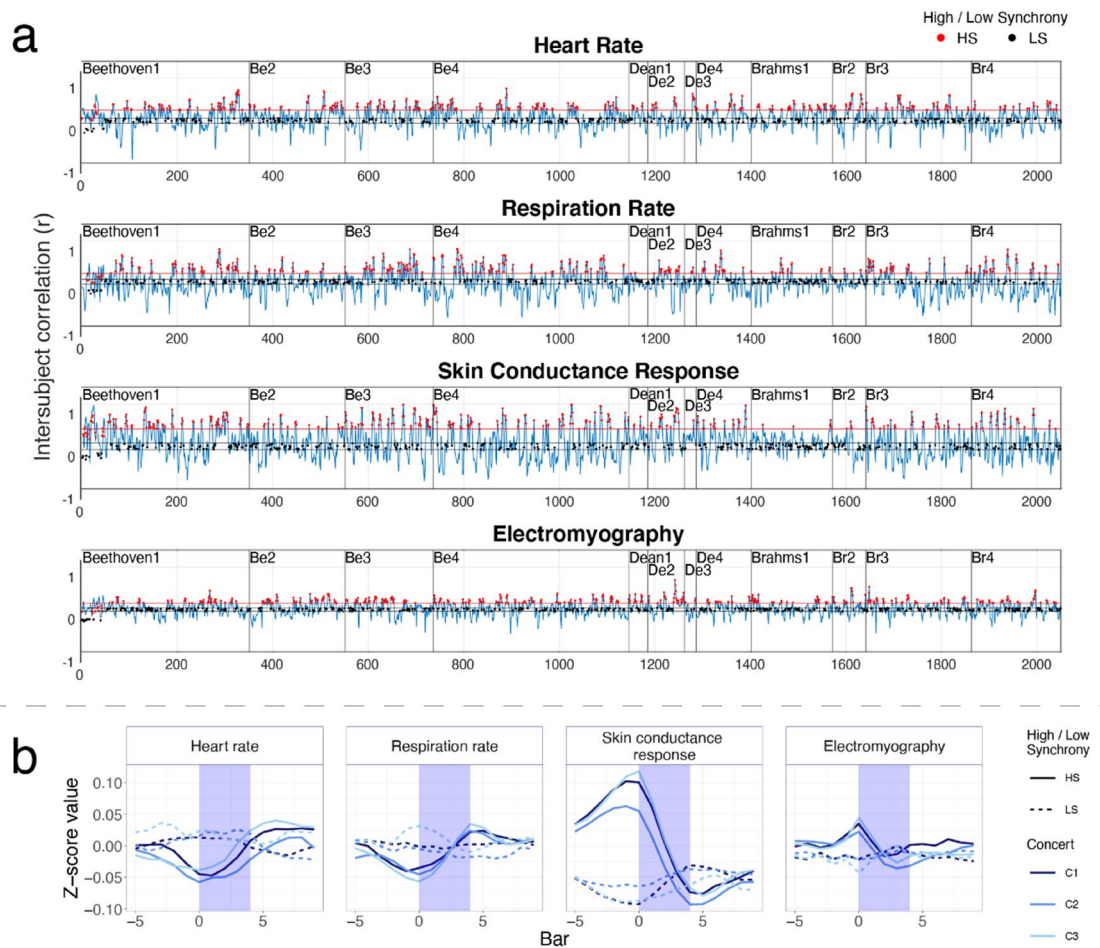 a
High / Low Synchrony
HS LS
Heart Rate
Beethoven1 Be2 Be3 Be4 Dean1 De2 De3 De4 Brahms1 Br2 Br3 Br4
1
0
-1
0 200 400 600 800 1000 1200 1400 1600 1800 2000
Intersubject correlation (r)
Respiration Rate
Beethoven1 Be2 Be3 Be4 Dean1 De2 De3 De4 Brahms1 Br2 Br3 Br4
1
0
-1
0 200 400 600 800 1000 1200 1400 1600 1800 2000
Skin Conductance Response
Beethoven1 Be2 Be3 Be4 Dean1 De2 De3 De4 Brahms1 Br2 Br3 Br4
1
0
-1
0 200 400 600 800 1000 1200 1400 1600 1800 2000
Electromyography
Beethoven1 Be2 Be3 Be4 Dean1 De2 De3 De4 Brahms1 Br2 Br3 Br4
1
0
-1
0 200 400 600 800 1000 1200 1400 1600 1800 2000
b
Heart rate
Respiration rate
Skin conductance
response
Electromyography
Z-score value
0.10
0.05
0.00
-0.05
-0.10
-5 0 5
-5 0 5
-5 0 5
-5 0 5
Bar
High / Low
Synchrony
HS
LS
Concert
C1
C2
C3